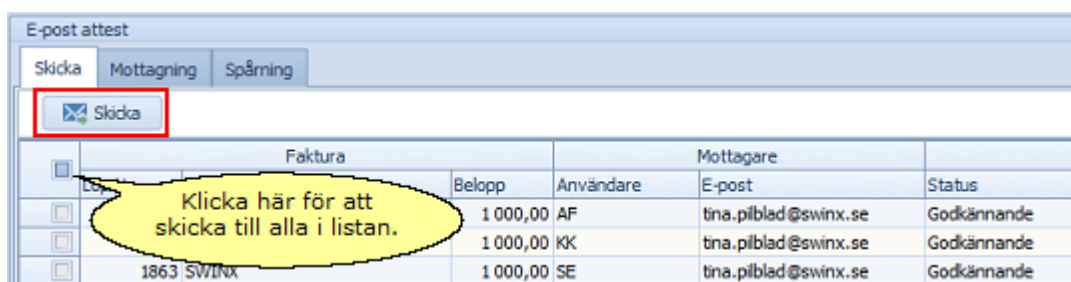 E-post attest
Skicka Mottagning Spårning
Skicka
Faktura Mottagare
Belopp Användare E-post Status
Klicka här för att
skicka till alla i listan.
1 000,00 AF tina.pilblad@swinx.se Godkännande
1 000,00 KK tina.pilblad@swinx.se Godkännande
1863 SWINX 1 000,00 SE tina.pilblad@swinx.se Godkännande